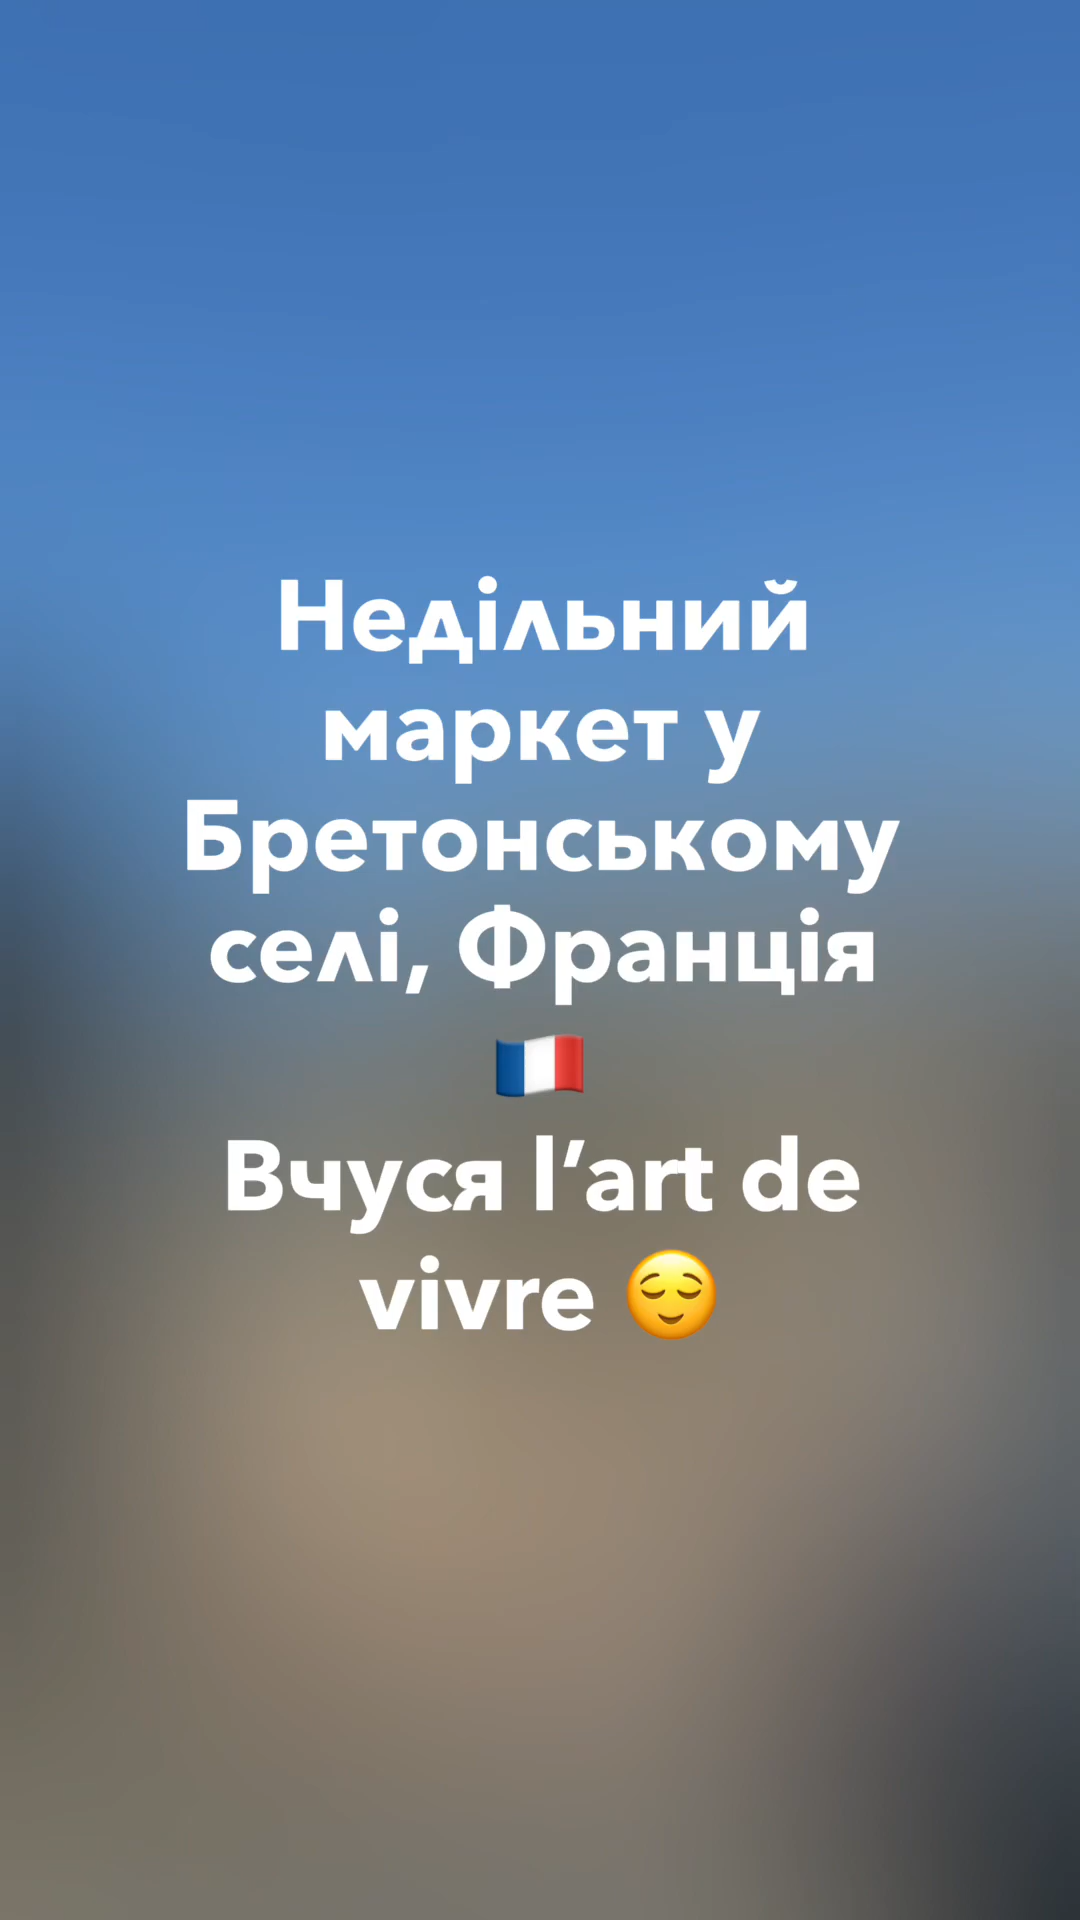 Недільний
маркет у
Бретонському
селі, Франція
🇫🇷
Вчуся l’art de
vivre 😌